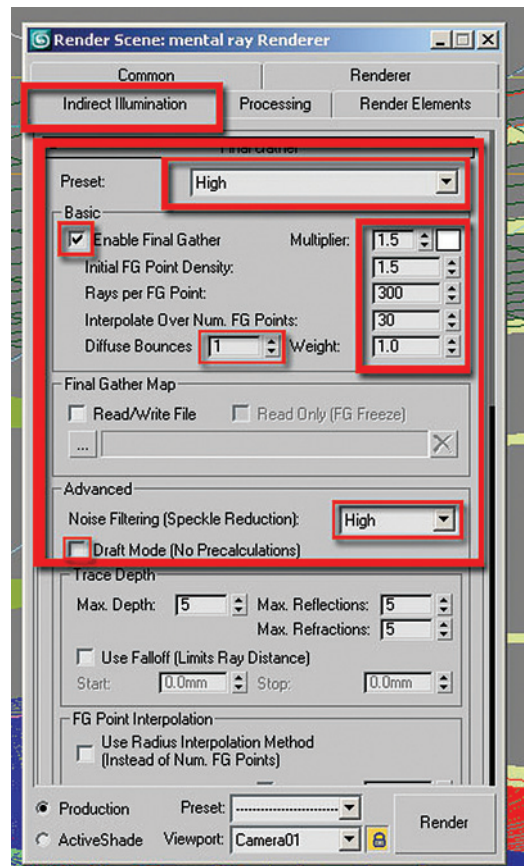 Render Scene: mental ray Renderer
Common Renderer
Indirect Illumination Processing Render Elements
Final Gather
Preset: High
Basic
Enable Final Gather Multiplier: 1.5
Initial FG Point Density: 1.5
Rays per FG Point: 300
Interpolate Over Num. FG Points: 30
Diffuse Bounces 1 Weight: 1.0
Final Gather Map
Read/Write File Read Only (FG Freeze)
...
Advanced
Noise Filtering (Speckle Reduction): High
Draft Mode (No Precalculations)
Trace Depth
Max. Depth: 5 Max. Reflections: 5
Max. Refractions: 5
Use Falloff (Limits Ray Distance)
Start: 0.0mm Stop: 0.0mm
FG Point Interpolation
Use Radius Interpolation Method
(Instead of Num. FG Points)
Production Preset: -------------------------
Render
ActiveShade Viewport: Camera01